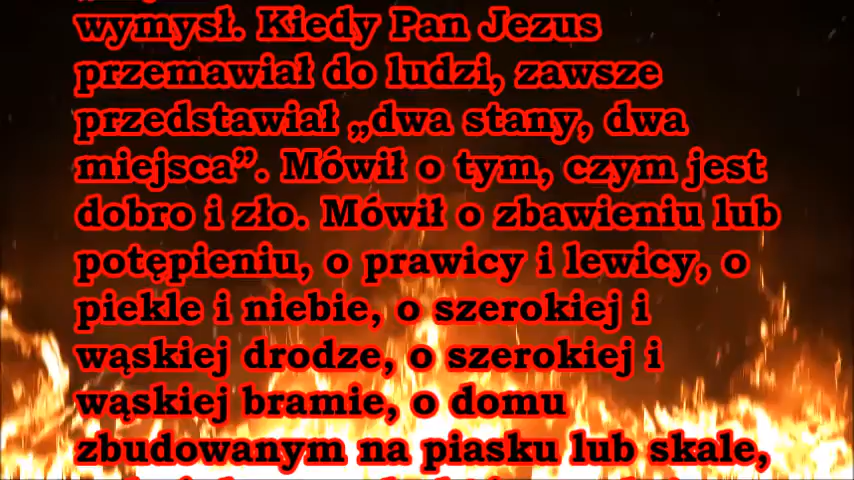 wymysł. Kiedy Pan Jezus
przemawiał do ludzi, zawsze
przedstawiał „dwa stany, dwa
miejsca”. Mówił o tym, czym jest
dobro i zło. Mówił o zbawieniu lub
potępieniu, o prawicy i lewicy, o
piekle i niebie, o szerokiej i
wąskiej drodze, o szerokiej i
wąskiej bramie, o domu
zbudowanym na piasku lub skale,